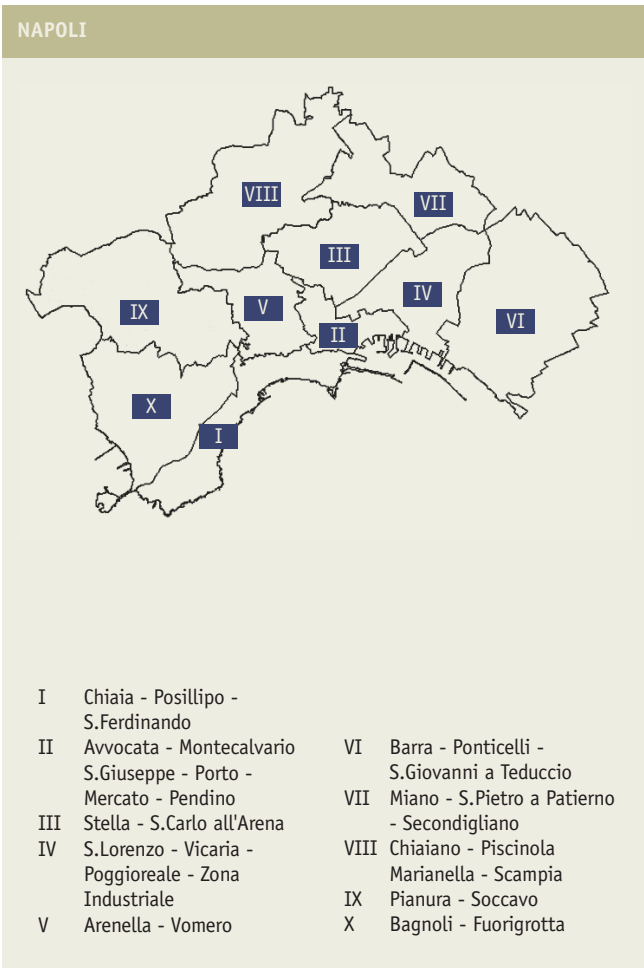 NAPOLI
VIII
VII
III
IV
IX
V
VI
II
X
I
I Chiaia - Posillipo -
S.Ferdinando
II Avvocata - Montecalvario
S.Giuseppe - Porto -
Mercato - Pendino
III Stella - S.Carlo all'Arena
IV S.Lorenzo - Vicaria -
Poggioreale - Zona
Industriale
V Arenella - Vomero
VI Barra - Ponticelli -
S.Giovanni a Teduccio
VII Miano - S.Pietro a Patierno
- Secondigliano
VIII Chiaiano - Piscinola
Marianella - Scampia
IX Pianura - Soccavo
X Bagnoli - Fuorigrotta